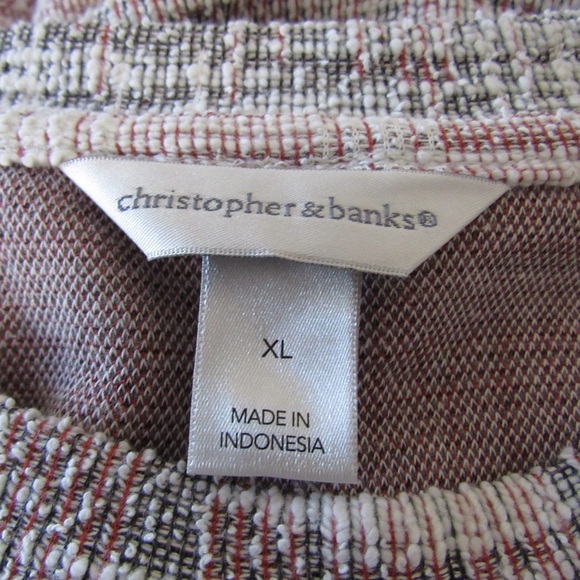 christopher & banks®
XL
MADE IN
INDONESIA